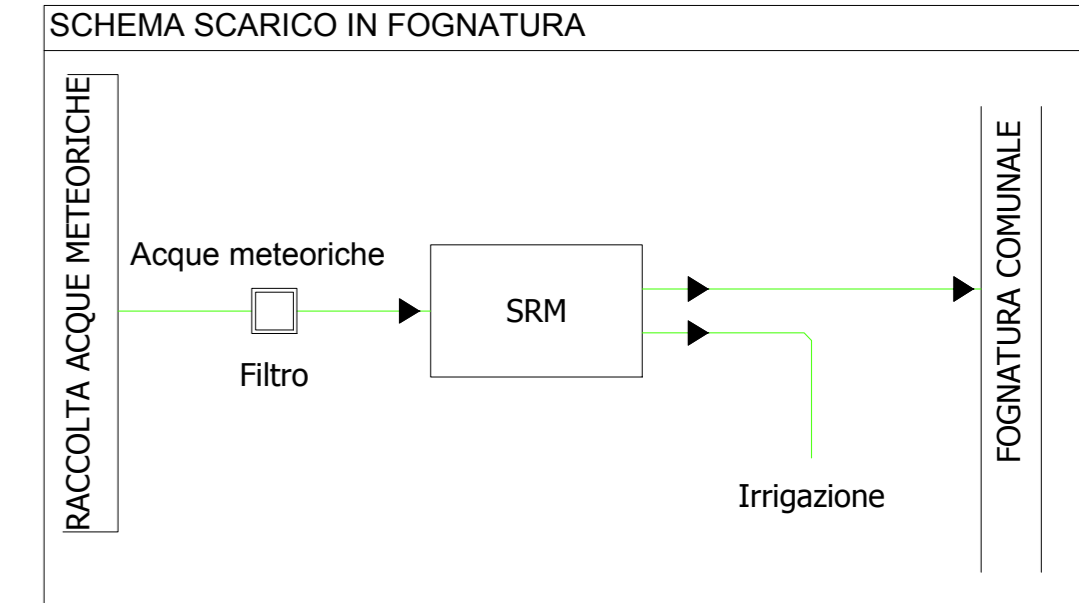 SCHEMA SCARICO IN FOGNATURA
RACCOLTA ACQUE METEORICHE
Acque meteoriche
Filtro
SRM
Irrigazione
FOGNATURA COMUNALE